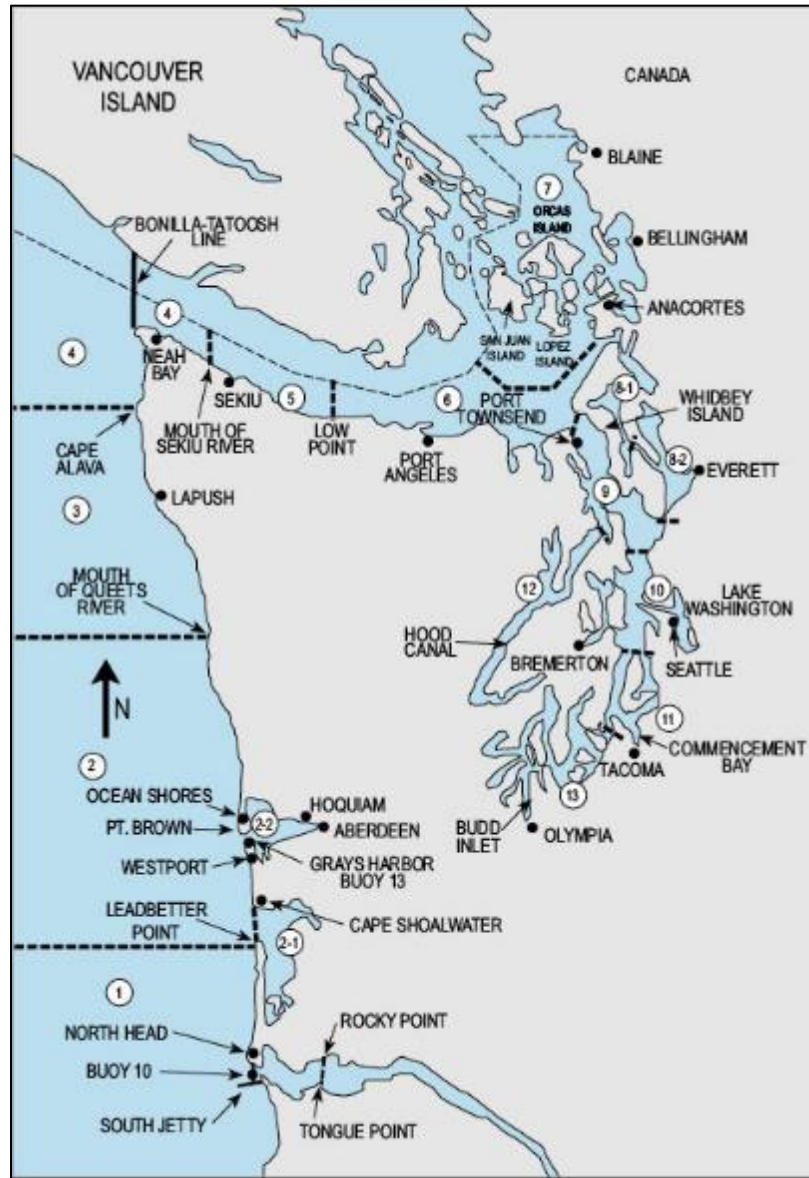 VANCOUVER
ISLAND
CANADA
BLAINE
7
ORCAS
ISLAND
BONILLA-TATOOSH
LINE
BELLINGHAM
ANACORTES
4
4
NEAH
BAY
SAN JUAN
ISLAND
LOPEZ
ISLAND
SEKIU
5
6
PORT
TOWNSEND
8-1
WHIDBEY
ISLAND
MOUTH OF
SEKIU RIVER
LOW
POINT
PORT
ANGELES
CAPE
ALAVA
8-2
EVERETT
9
3
LAPUSH
MOUTH
OF QUEETS
RIVER
12
10
LAKE
WASHINGTON
HOOD
CANAL
BREMERTON
SEATTLE
N
11
COMMENCEMENT
BAY
TACOMA
13
2
OCEAN SHORES
HOQUIAM
PT. BROWN
2-2
ABERDEEN
BUDD
INLET
OLYMPIA
WESTPORT
GRAYS HARBOR
BUOY 13
LEADBETTER
POINT
CAPE SHOALWATER
2-1
1
NORTH HEAD
ROCKY POINT
BUOY 10
SOUTH JETTY
TONGUE POINT